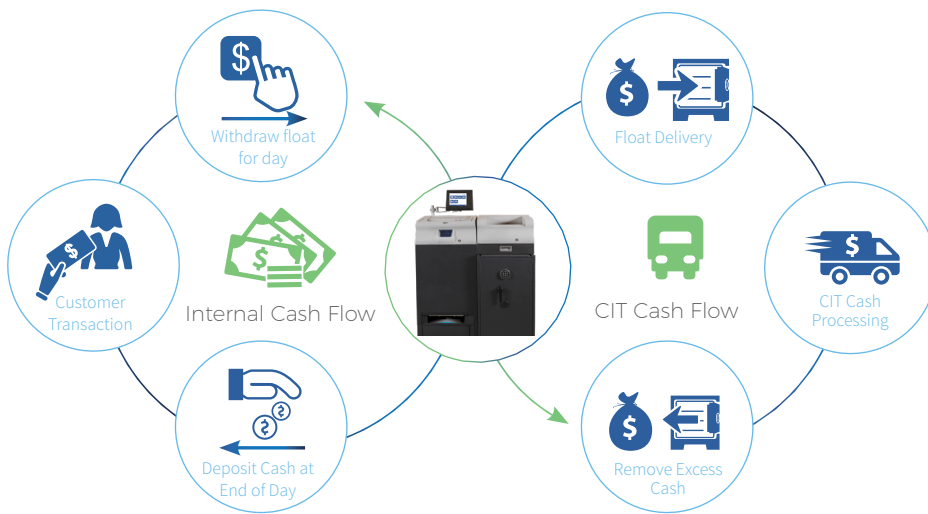 $
Withdraw float
for day
$
Float Delivery
$
Customer
Transaction
$
Internal Cash Flow
CIT Cash Flow
$
CIT Cash
Processing
$
$
Deposit Cash at
End of Day
$
Remove Excess
Cash